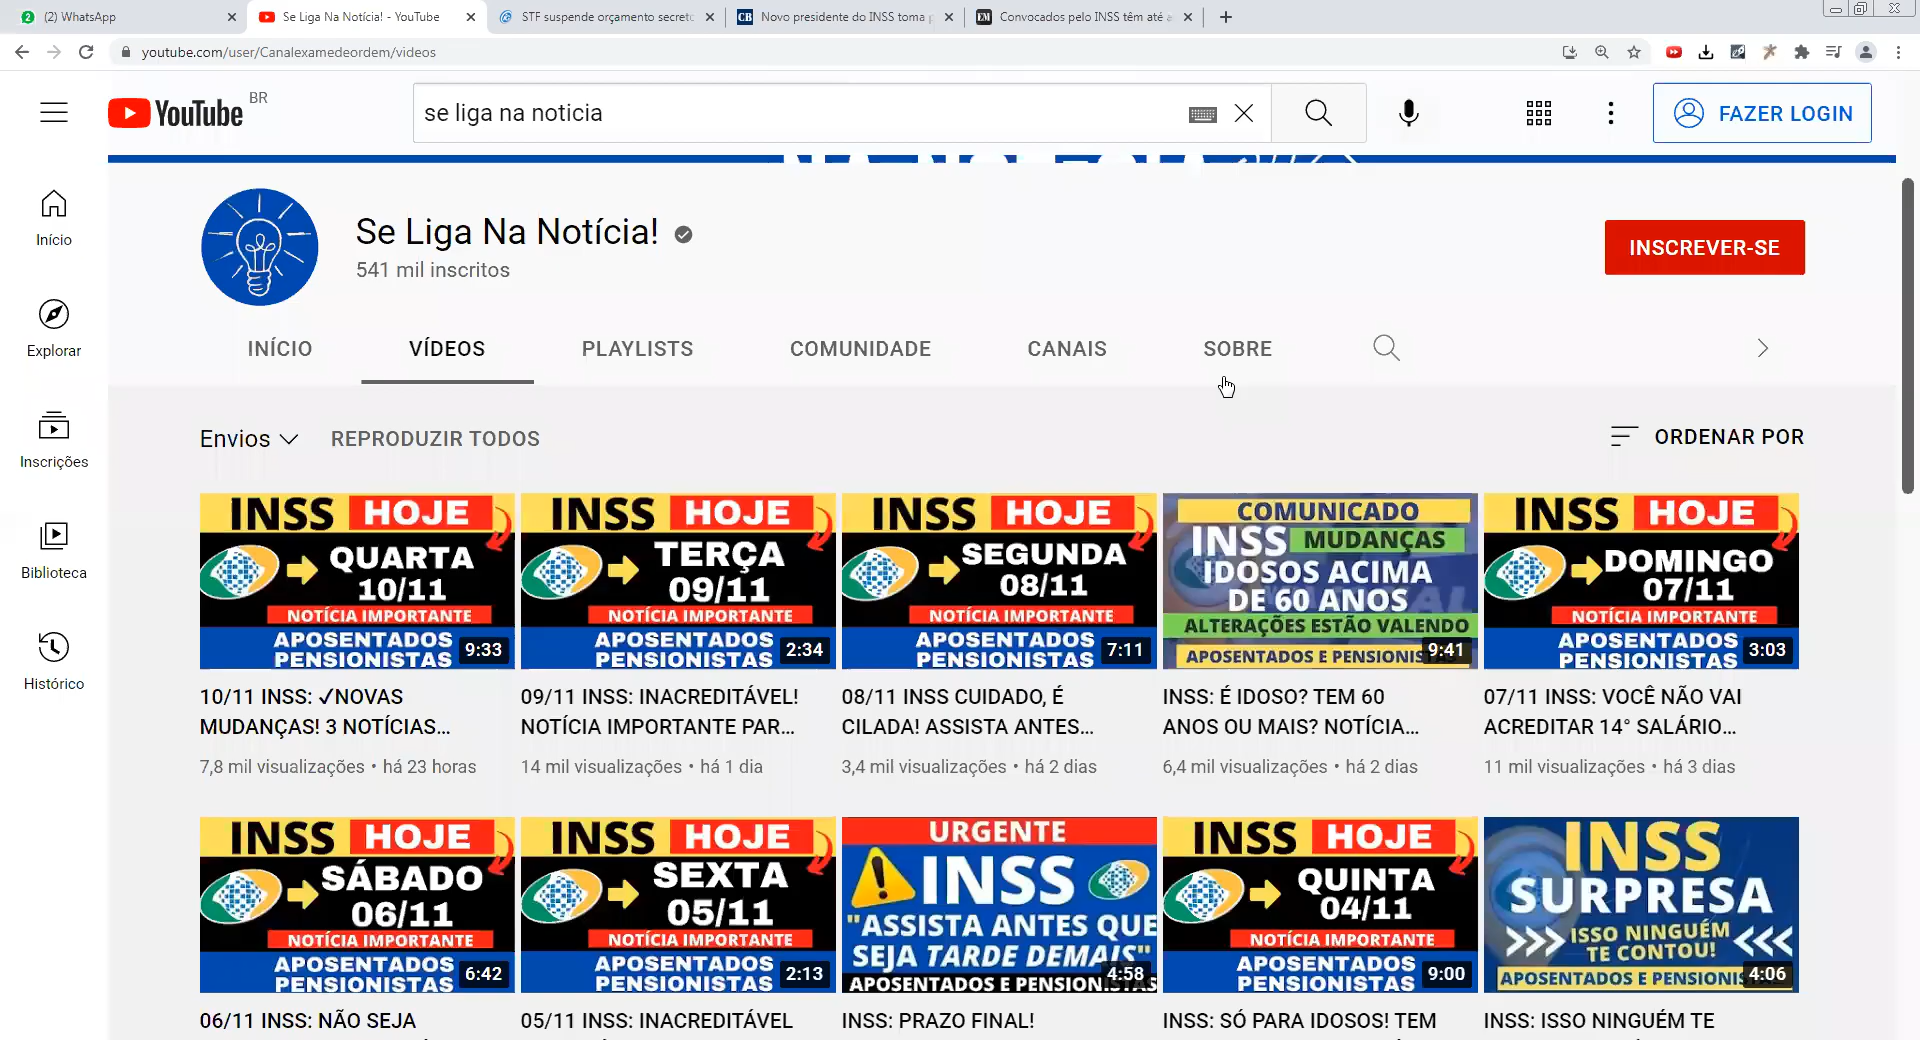 (2) WhatsApp
Se Liga Na Notícia! - YouTube
STF suspende orçamento secreto
Novo presidente do INSS toma p
Convocados pelo INSS têm até a
youtube.com/user/Canalexamedeordem/videos
YouTube BR
se liga na noticia
FAZER LOGIN
Início
Explorar
Inscrições
Biblioteca
Histórico
Se Liga Na Notícia!
541 mil inscritos
INSCREVER-SE
INÍCIO VÍDEOS PLAYLISTS COMUNIDADE CANAIS SOBRE
Envios REPRODUZIR TODOS
ORDENAR POR
INSS HOJE
QUARTA
10/11
NOTÍCIA IMPORTANTE
APOSENTADOS
PENSIONISTAS
9:33
10/11 INSS: ✓NOVAS
MUDANÇAS! 3 NOTÍCIAS...
7,8 mil visualizações • há 23 horas
INSS HOJE
TERÇA
09/11
NOTÍCIA IMPORTANTE
APOSENTADOS
PENSIONISTAS
2:34
09/11 INSS: INACREDITÁVEL!
NOTÍCIA IMPORTANTE PAR...
14 mil visualizações • há 1 dia
INSS HOJE
SEGUNDA
08/11
NOTÍCIA IMPORTANTE
APOSENTADOS
PENSIONISTAS
7:11
08/11 INSS CUIDADO, É
CILADA! ASSISTA ANTES...
3,4 mil visualizações • há 2 dias
COMUNICADO
INSS MUDANÇAS
IDOSOS ACIMA
DE 60 ANOS
ALTERAÇÕES ESTÃO VALENDO
APOSENTADOS E PENSIONISTAS
9:41
INSS: É IDOSO? TEM 60
ANOS OU MAIS? NOTÍCIA...
6,4 mil visualizações • há 2 dias
INSS HOJE
DOMINGO
07/11
NOTÍCIA IMPORTANTE
APOSENTADOS
PENSIONISTAS
3:03
07/11 INSS: VOCÊ NÃO VAI
ACREDITAR 14° SALÁRIO...
11 mil visualizações • há 3 dias
INSS HOJE
SÁBADO
06/11
NOTÍCIA IMPORTANTE
APOSENTADOS
PENSIONISTAS
6:42
06/11 INSS: NÃO SEJA
INSS HOJE
SEXTA
05/11
NOTÍCIA IMPORTANTE
APOSENTADOS
PENSIONISTAS
2:13
05/11 INSS: INACREDITÁVEL
URGENTE
INSS
"ASSISTA ANTES QUE
SEJA TARDE DEMAIS"
APOSENTADOS E PENSIONISTAS
4:58
INSS: PRAZO FINAL!
INSS HOJE
QUINTA
04/11
NOTÍCIA IMPORTANTE
APOSENTADOS
PENSIONISTAS
9:00
INSS: SÓ PARA IDOSOS! TEM
INSS
SURPRESA
>>> ISSO NINGUÉM <<<
TE CONTOU!
APOSENTADOS E PENSIONISTAS
4:06
INSS: ISSO NINGUÉM TE